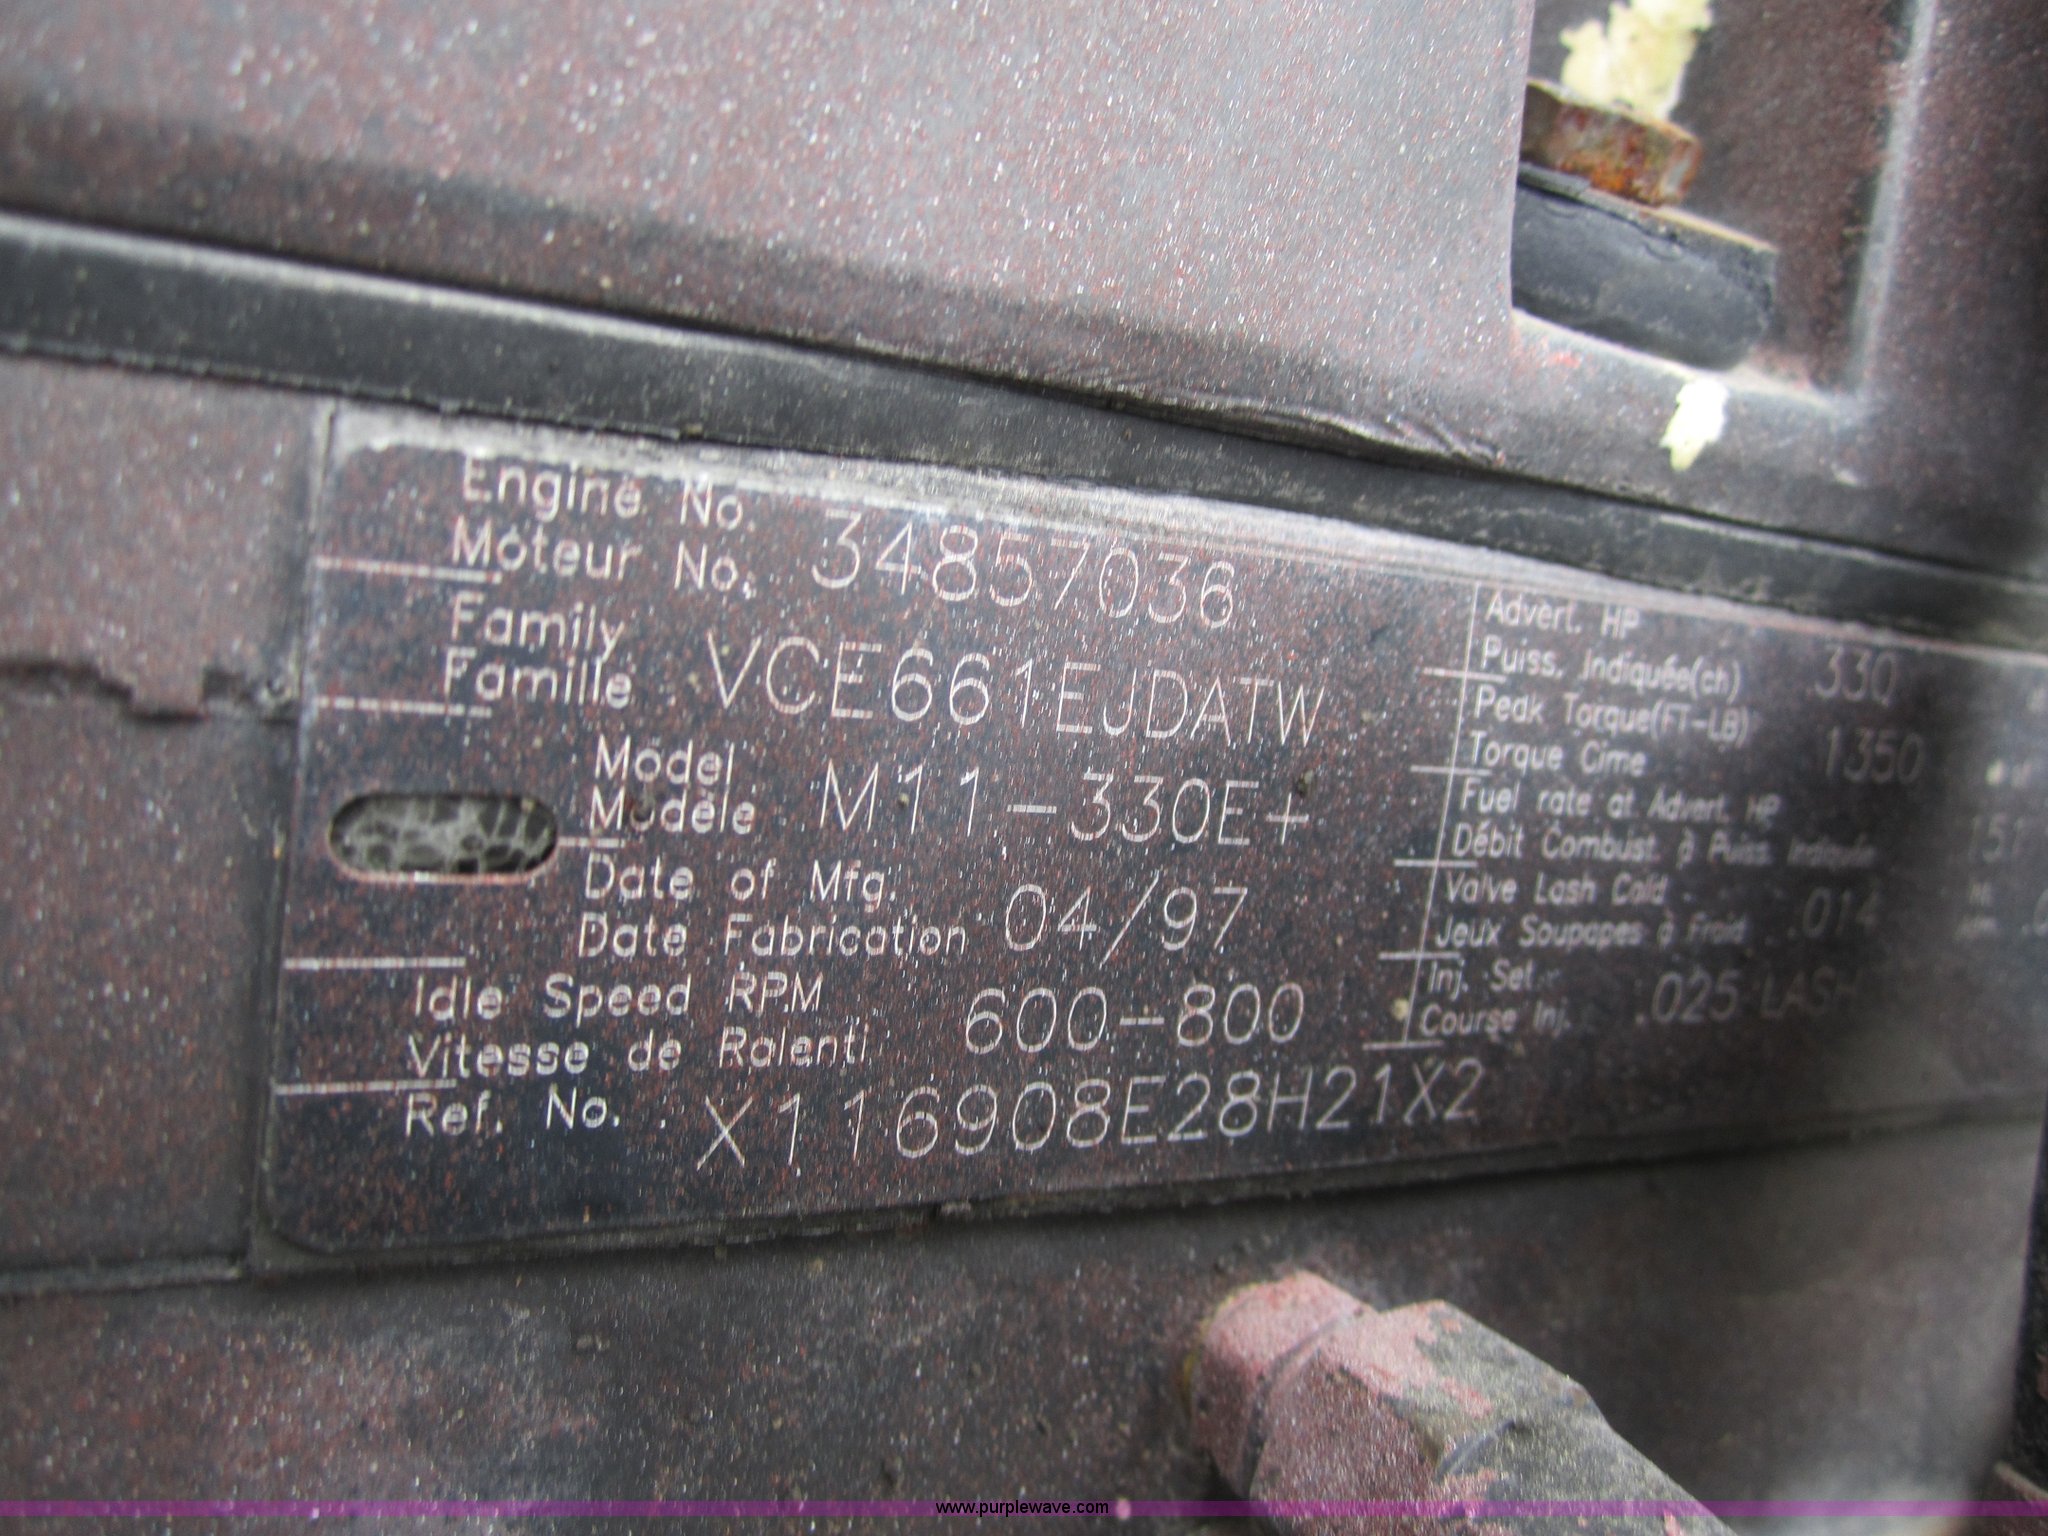 Engine No.
Moteur No. 34857036
Family
Famille VCE661EJDATW
Model
Modèle M11-330E+
Date of Mfg.
Date Fabrication 04/97
Idle Speed RPM
Vitesse de Ralenti 600-800
Ref. No. X116908E28H21X2
Advert. HP
Puiss. Indiquée(ch) 330
Peak Torque(FT-LB)
Torque Cime 1350
Fuel rate at Advert. HP
Débit Combust. à Puiss. Indiquée 151
Valve Lash Cold
Jeux Soupapes à Froid .014
Inj. Set.
Course Inj. .025 LASH
www.purplewave.com